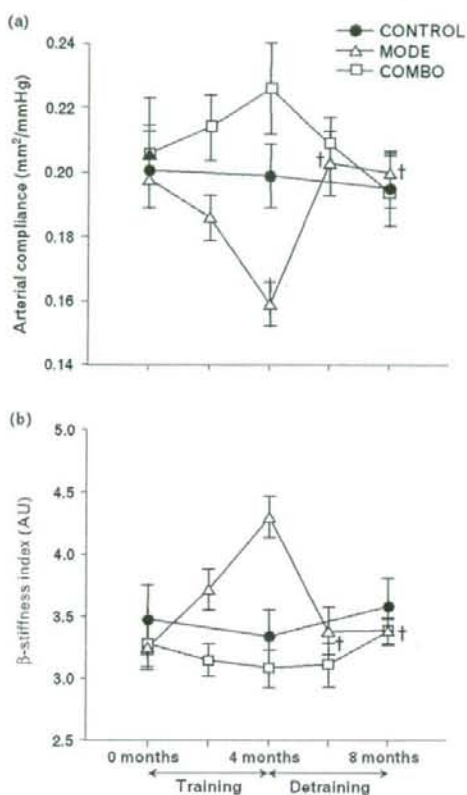 (a)
CONTROL
MODE
COMBO
Arterial compliance (mm²/mmHg)
0.24
0.22
0.20
0.18
0.16
0.14
†
†
†
(b)
β-stiffness index (AU)
5.0
4.5
4.0
3.5
3.0
2.5
†
†
0 months
4 months
8 months
Training
Detraining